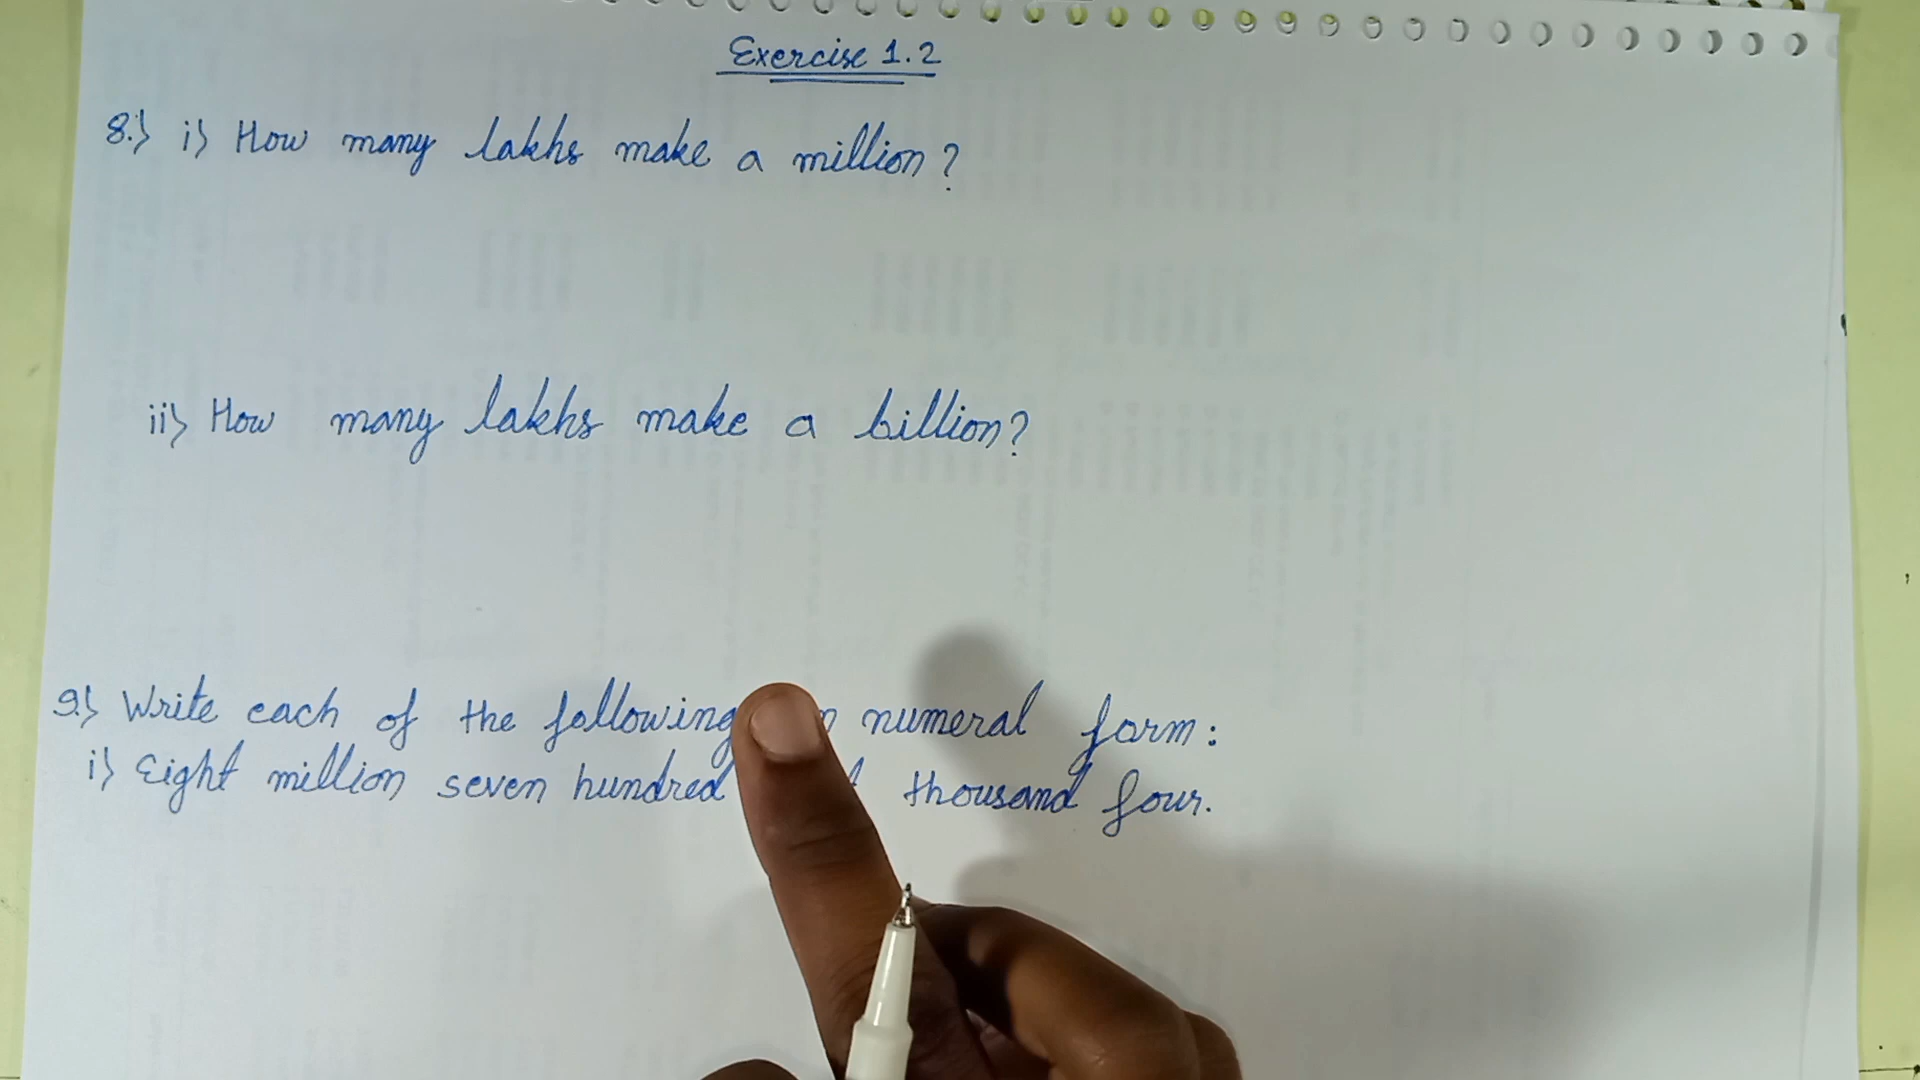 Exercise 1.2
8.) i) How many lakhs make a million?
ii) How many lakhs make a billion?
9.) Write each of the following numeral form:
i) Eight million seven hundred thousand four.